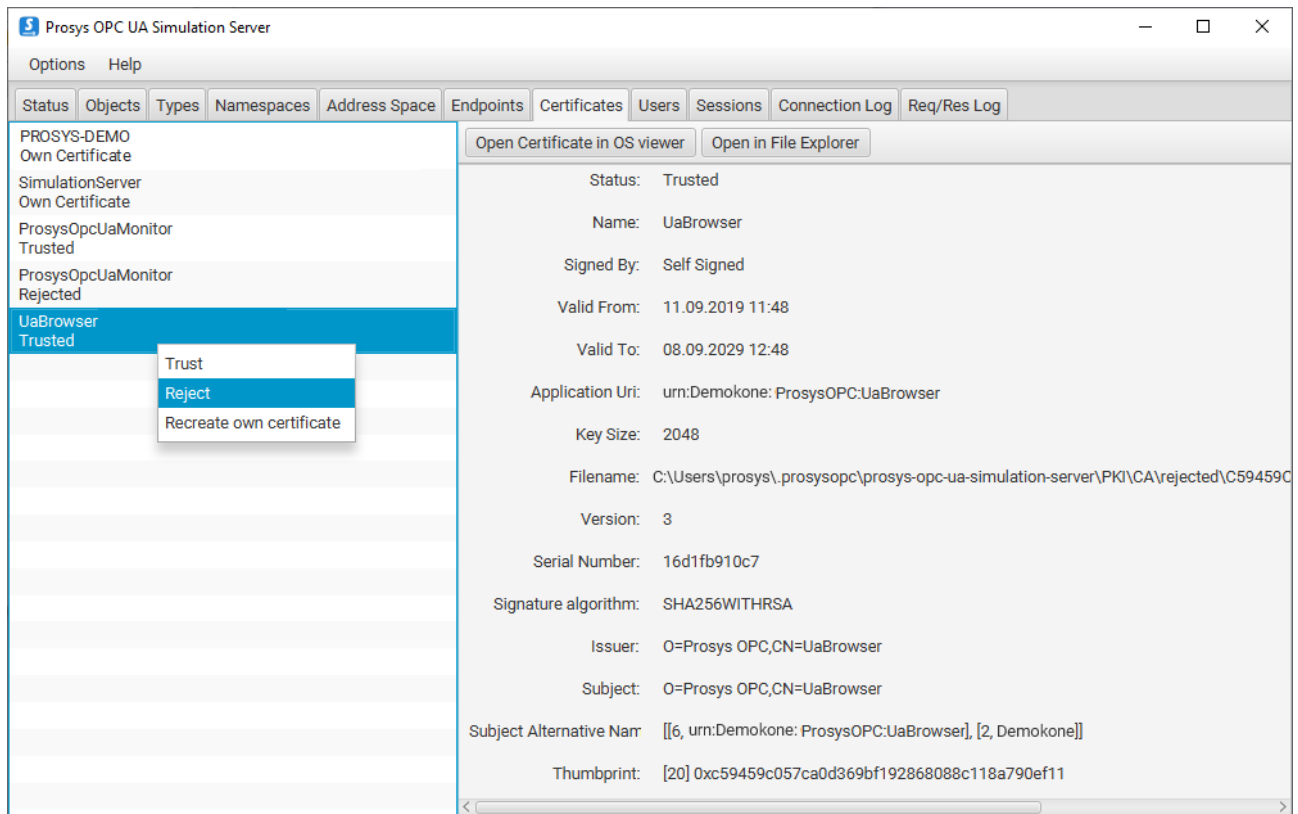 Prosys OPC UA Simulation Server
Options Help
Status Objects Types Namespaces Address Space Endpoints Certificates Users Sessions Connection Log Req/Res Log
PROSYS-DEMO
Own Certificate
SimulationServer
Own Certificate
ProsysOpcUaMonitor
Trusted
ProsysOpcUaMonitor
Rejected
UaBrowser
Trusted
Trust
Reject
Recreate own certificate
Open Certificate in OS viewer Open in File Explorer
Status: Trusted
Name: UaBrowser
Signed By: Self Signed
Valid From: 11.09.2019 11:48
Valid To: 08.09.2029 12:48
Application Uri: urn:Demokone: ProsysOPC:UaBrowser
Key Size: 2048
Filename: C:\Users\prosys\.prosysopc\prosys-opc-ua-simulation-server\PKI\CA\rejected\C59459C
Version: 3
Serial Number: 16d1fb910c7
Signature algorithm: SHA256WITHRSA
Issuer: O=Prosys OPC,CN=UaBrowser
Subject: O=Prosys OPC,CN=UaBrowser
Subject Alternative Nam [[6, urn:Demokone: ProsysOPC:UaBrowser], [2, Demokone]]
Thumbprint: [20] 0xc59459c057ca0d369bf192868088c118a790ef11